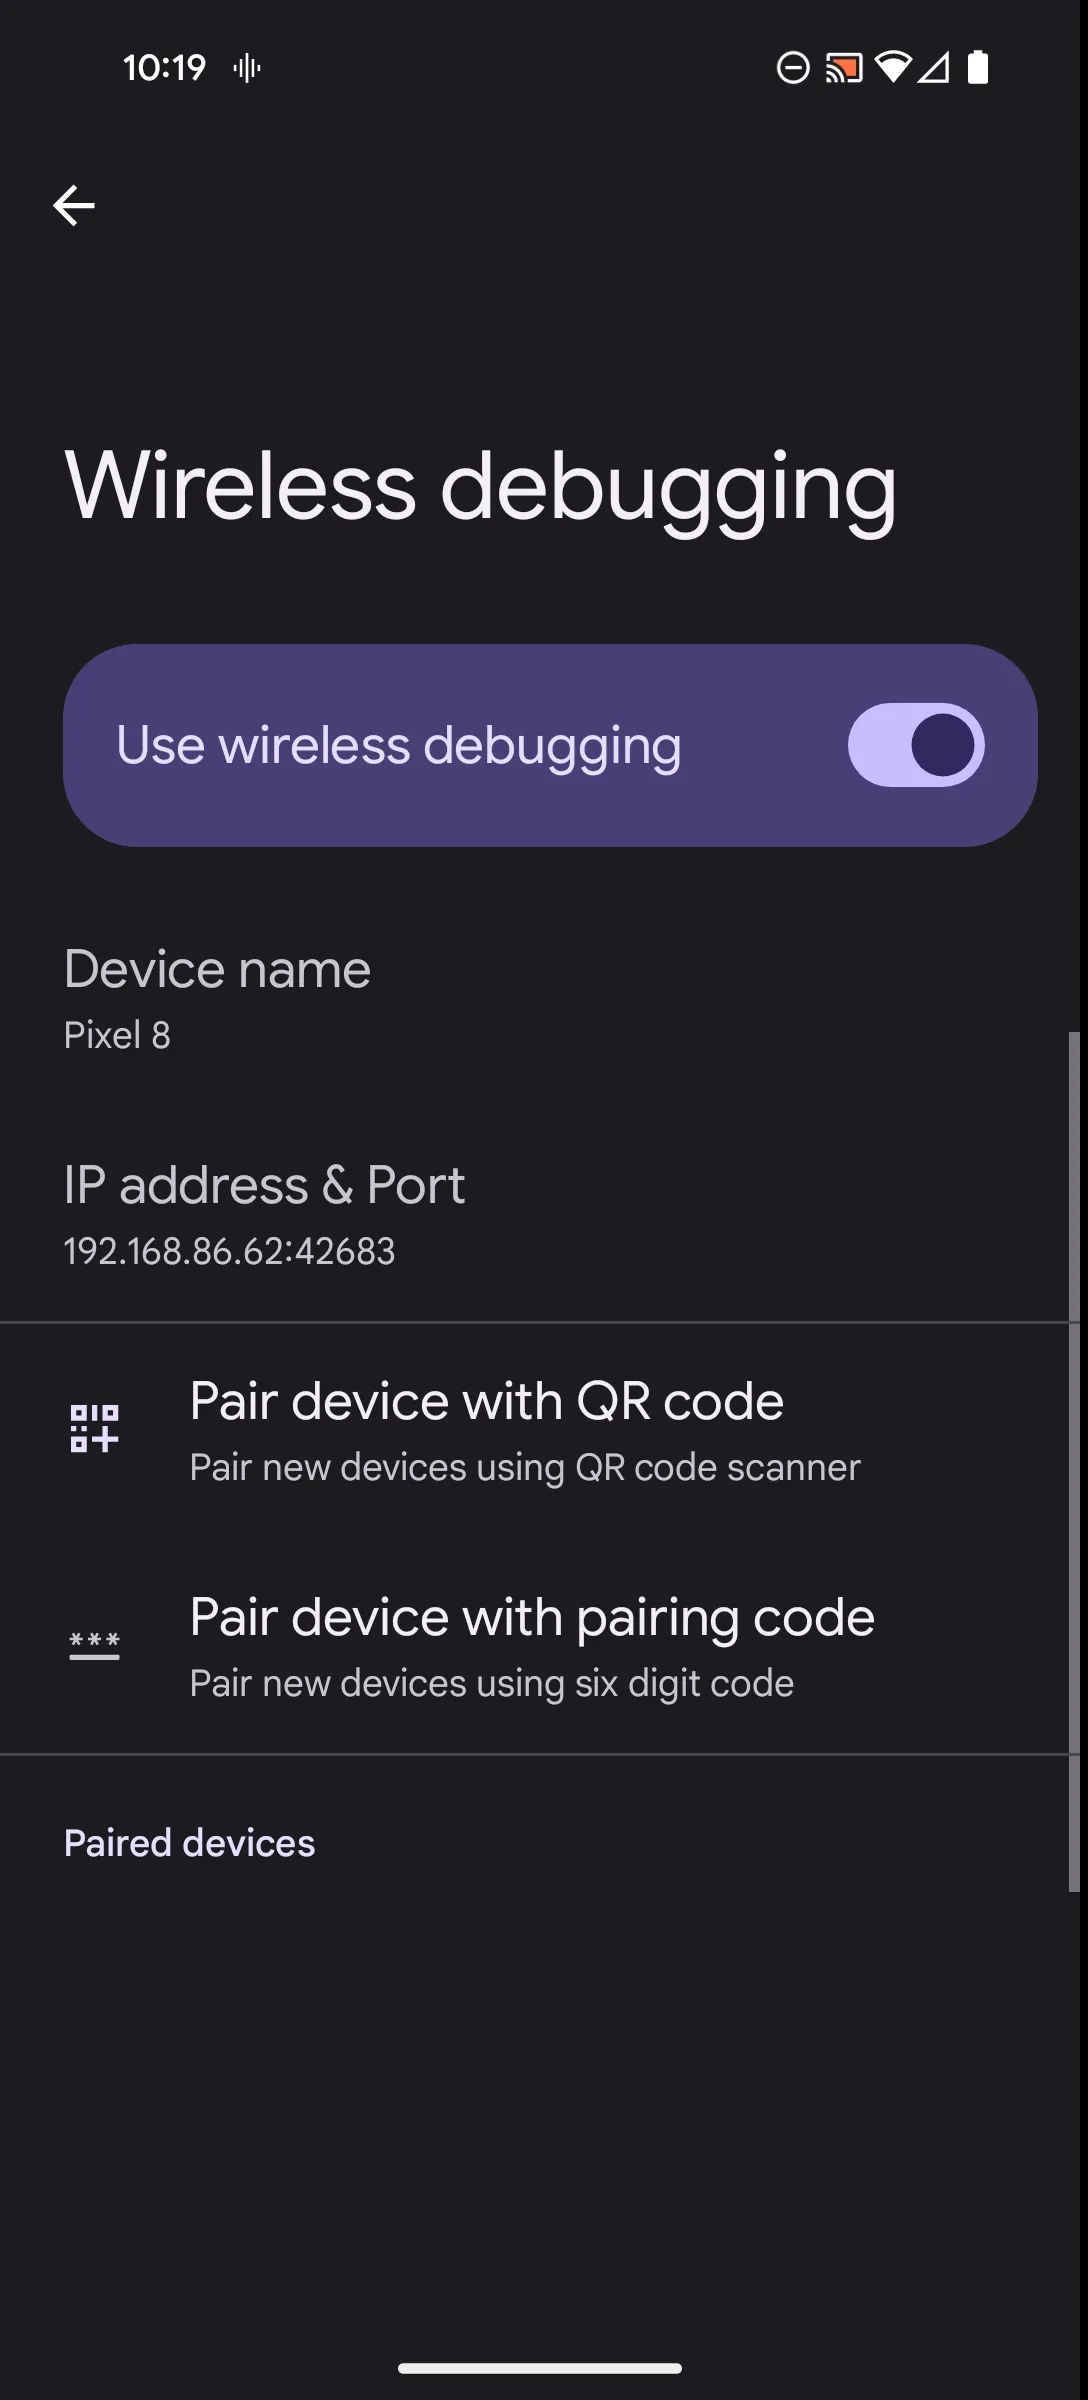 10:19
Wireless debugging
Use wireless debugging
Device name
Pixel 8
IP address & Port
192.168.86.62:42683
Pair device with QR code
Pair new devices using QR code scanner
Pair device with pairing code
Pair new devices using six digit code
Paired devices